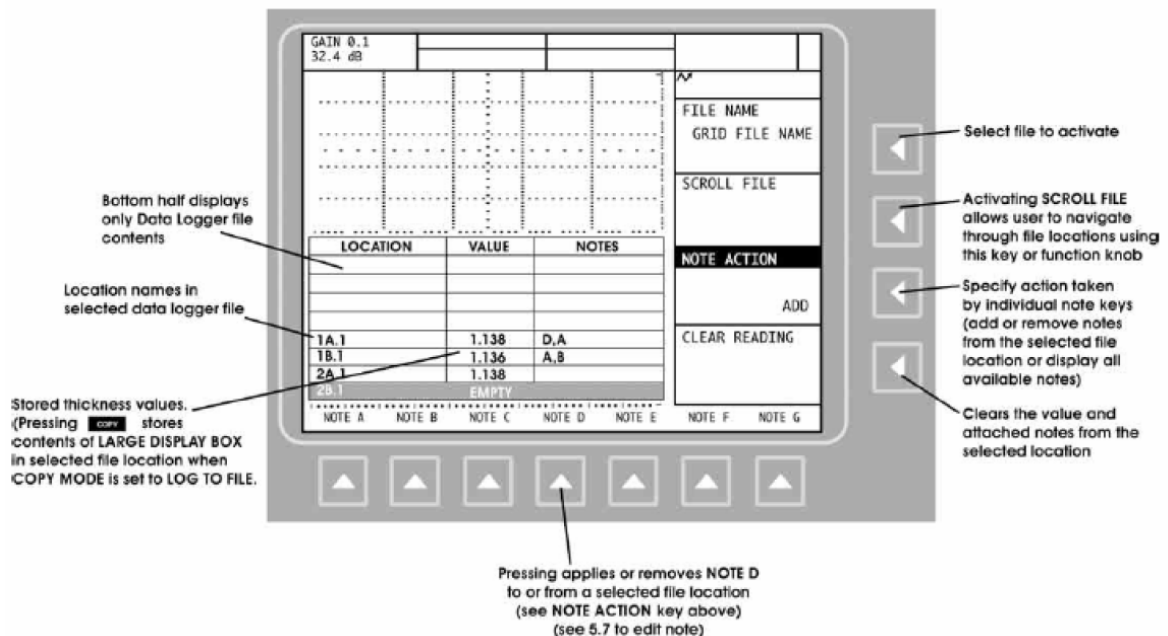 GAIN 0.1
32.4 dB
FILE NAME
GRID FILE NAME
SCROLL FILE
NOTE ACTION
ADD
CLEAR READING
LOCATION VALUE NOTES
1A.1 1.138 D,A
1B.1 1.136 A,B
2A.1 1.138
2B.1 EMPTY
NOTE A NOTE B NOTE C NOTE D NOTE E NOTE F NOTE G
Bottom half displays
only Data Logger file
contents
Location names in
selected data logger file
Stored thickness values.
(Pressing COPY stores
contents of LARGE DISPLAY BOX
in selected file location when
COPY MODE is set to LOG TO FILE.
Select file to activate
Activating SCROLL FILE
allows user to navigate
through file locations using
this key or function knob
Specify action taken
by individual note keys
(add or remove notes
from the selected file
location or display all
available notes)
Clears the value and
attached notes from the
selected location
Pressing applies or removes NOTE D
to or from a selected file location
(see NOTE ACTION key above)
(see 5.7 to edit note)